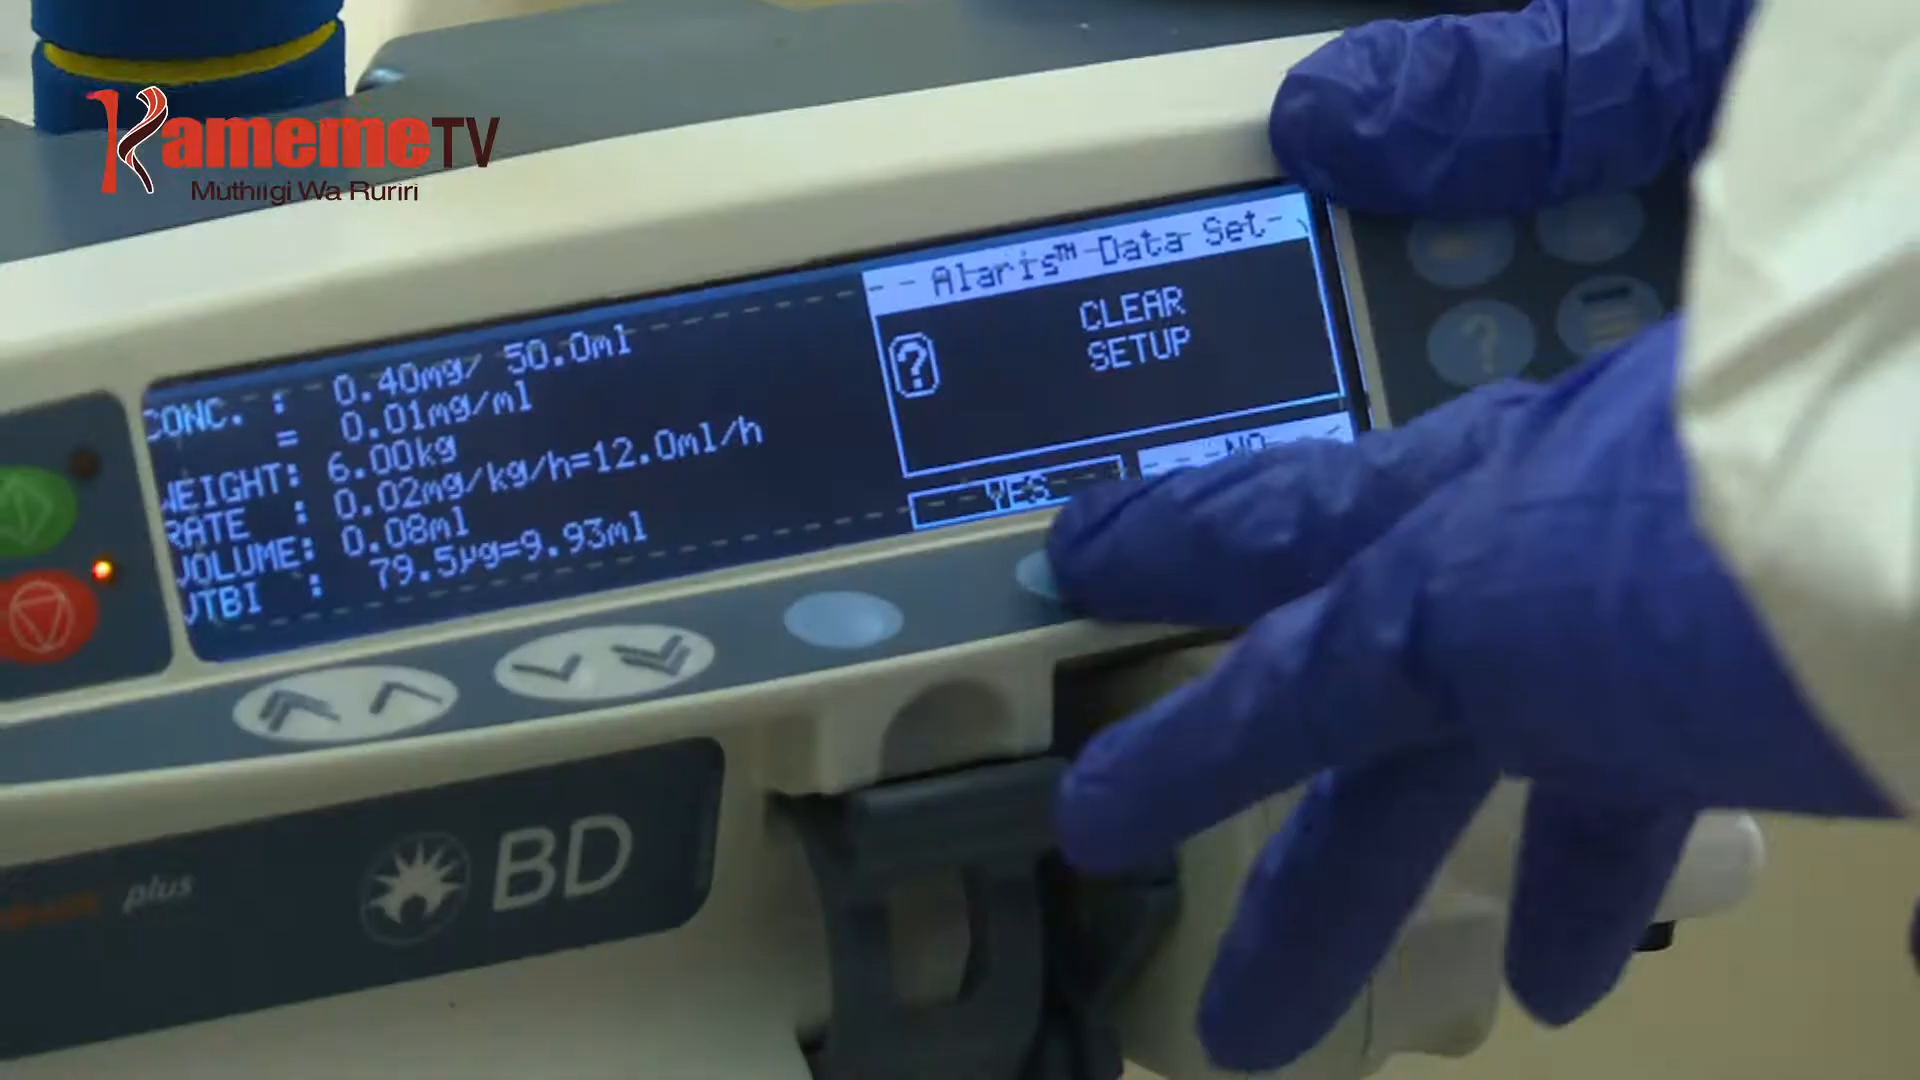 KamemeTV
Muthiigi Wa Ruriri
CONC. : 0.40mg/ 50.0ml
= 0.01mg/ml
WEIGHT: 6.00kg
RATE : 0.02mg/kg/h=12.0ml/h
VOLUME: 0.08ml
VTBI : 79.5µg=9.93ml
Alaris™ Data Set
?
CLEAR
SETUP
YES
NO
?
plus
BD